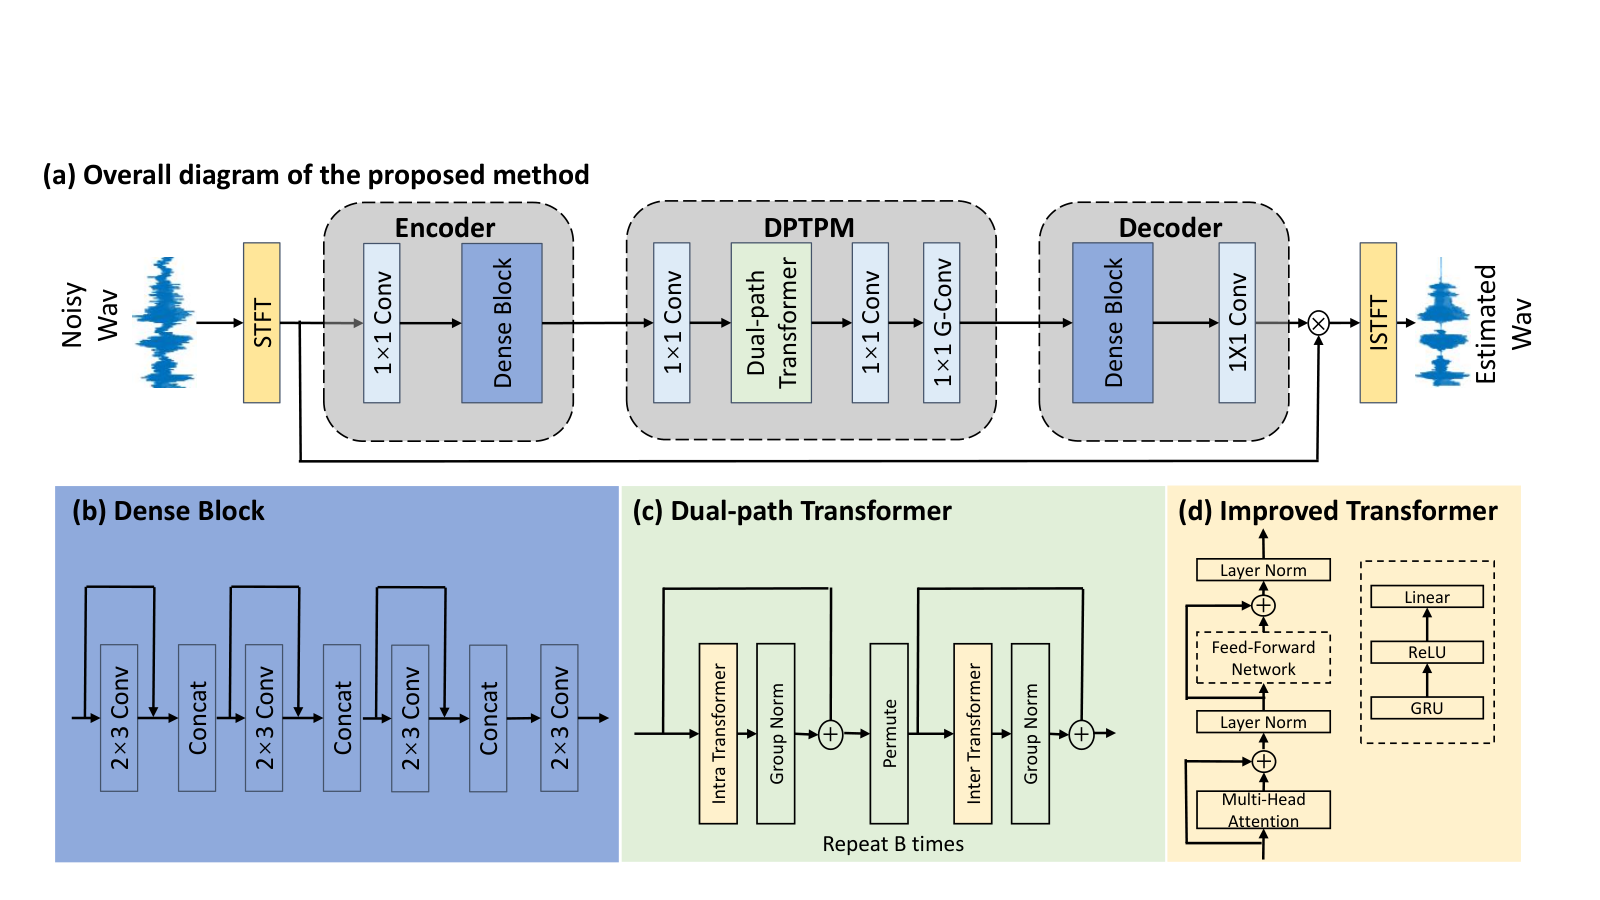 (a) Overall diagram of the proposed method
Noisy
Wav
STFT
Encoder
1×1 Conv
Dense Block
DPTPM
1×1 Conv
Dual-path
Transformer
1×1 Conv
1×1 G-Conv
Decoder
Dense Block
1X1 Conv
×
ISTFT
Estimated
Wav
(b) Dense Block
2×3 Conv
Concat
2×3 Conv
Concat
2×3 Conv
Concat
2×3 Conv
(c) Dual-path Transformer
Intra Transformer
Group Norm
+
Permute
Inter Transformer
Group Norm
+
Repeat B times
(d) Improved Transformer
Layer Norm
+
Feed-Forward
Network
Layer Norm
+
Multi-Head
Attention
Linear
ReLU
GRU